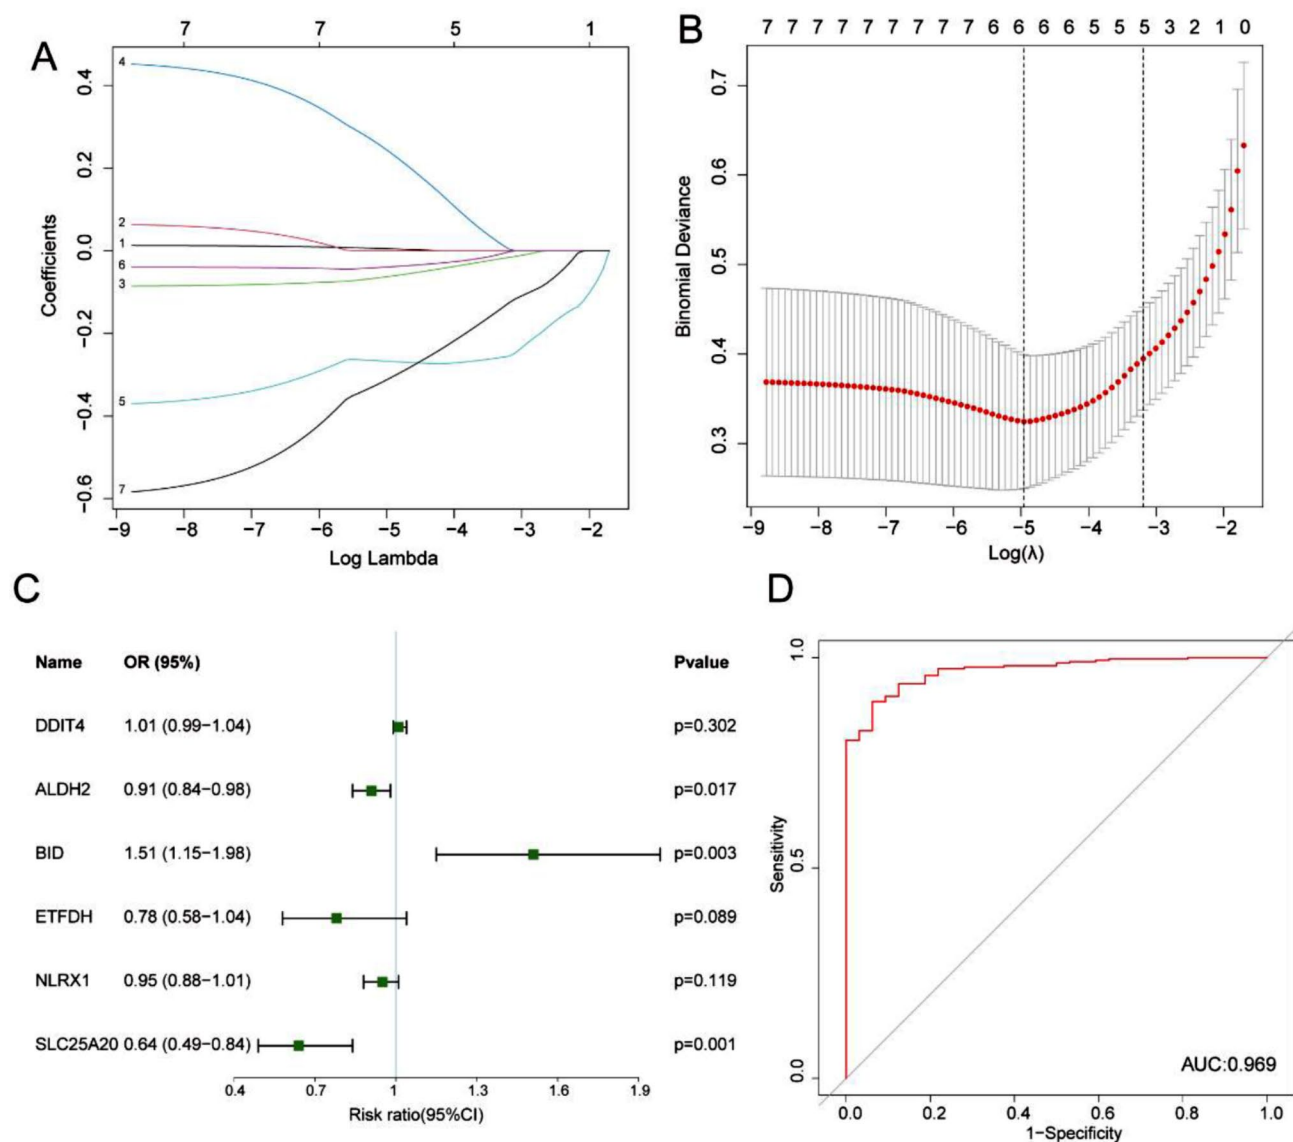 A
7 7 5 1
Coefficients
0.4
0.2
0.0
−0.2
−0.4
−0.6
4
2
1
6
3
5
7
−9 −8 −7 −6 −5 −4 −3 −2
Log Lambda
B
7 7 7 7 7 7 7 6 6 6 5 5 5 3 2 1 0
Binomial Deviance
0.7
0.6
0.5
0.4
0.3
−9 −8 −7 −6 −5 −4 −3 −2
Log(λ)
C
Name OR (95%) Pvalue
DDIT4 1.01 (0.99−1.04) p=0.302
ALDH2 0.91 (0.84−0.98) p=0.017
BID 1.51 (1.15−1.98) p=0.003
ETFDH 0.78 (0.58−1.04) p=0.089
NLRX1 0.95 (0.88−1.01) p=0.119
SLC25A20 0.64 (0.49−0.84) p=0.001
0.4 0.7 1 1.3 1.6 1.9
Risk ratio(95%CI)
D
Sensitivity
1.0
0.5
0.0
AUC:0.969
0.0 0.2 0.4 0.6 0.8 1.0
1−Specificity